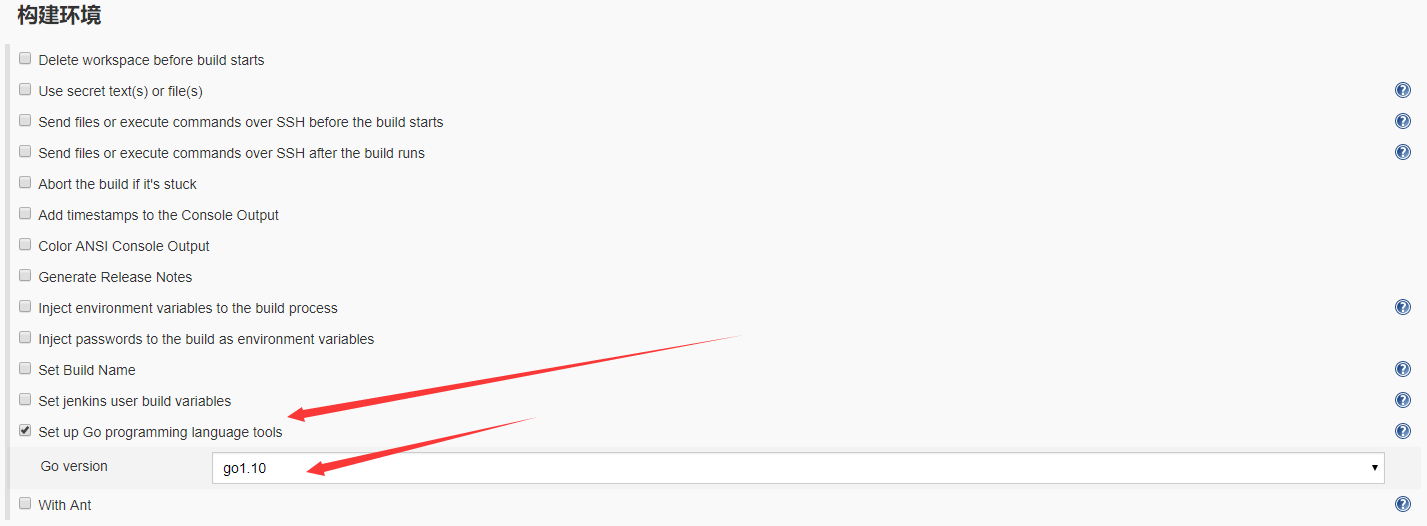 构建环境
Delete workspace before build starts
Use secret text(s) or file(s)
Send files or execute commands over SSH before the build starts
Send files or execute commands over SSH after the build runs
Abort the build if it's stuck
Add timestamps to the Console Output
Color ANSI Console Output
Generate Release Notes
Inject environment variables to the build process
Inject passwords to the build as environment variables
Set Build Name
Set jenkins user build variables
Set up Go programming language tools
Go version go1.10
With Ant